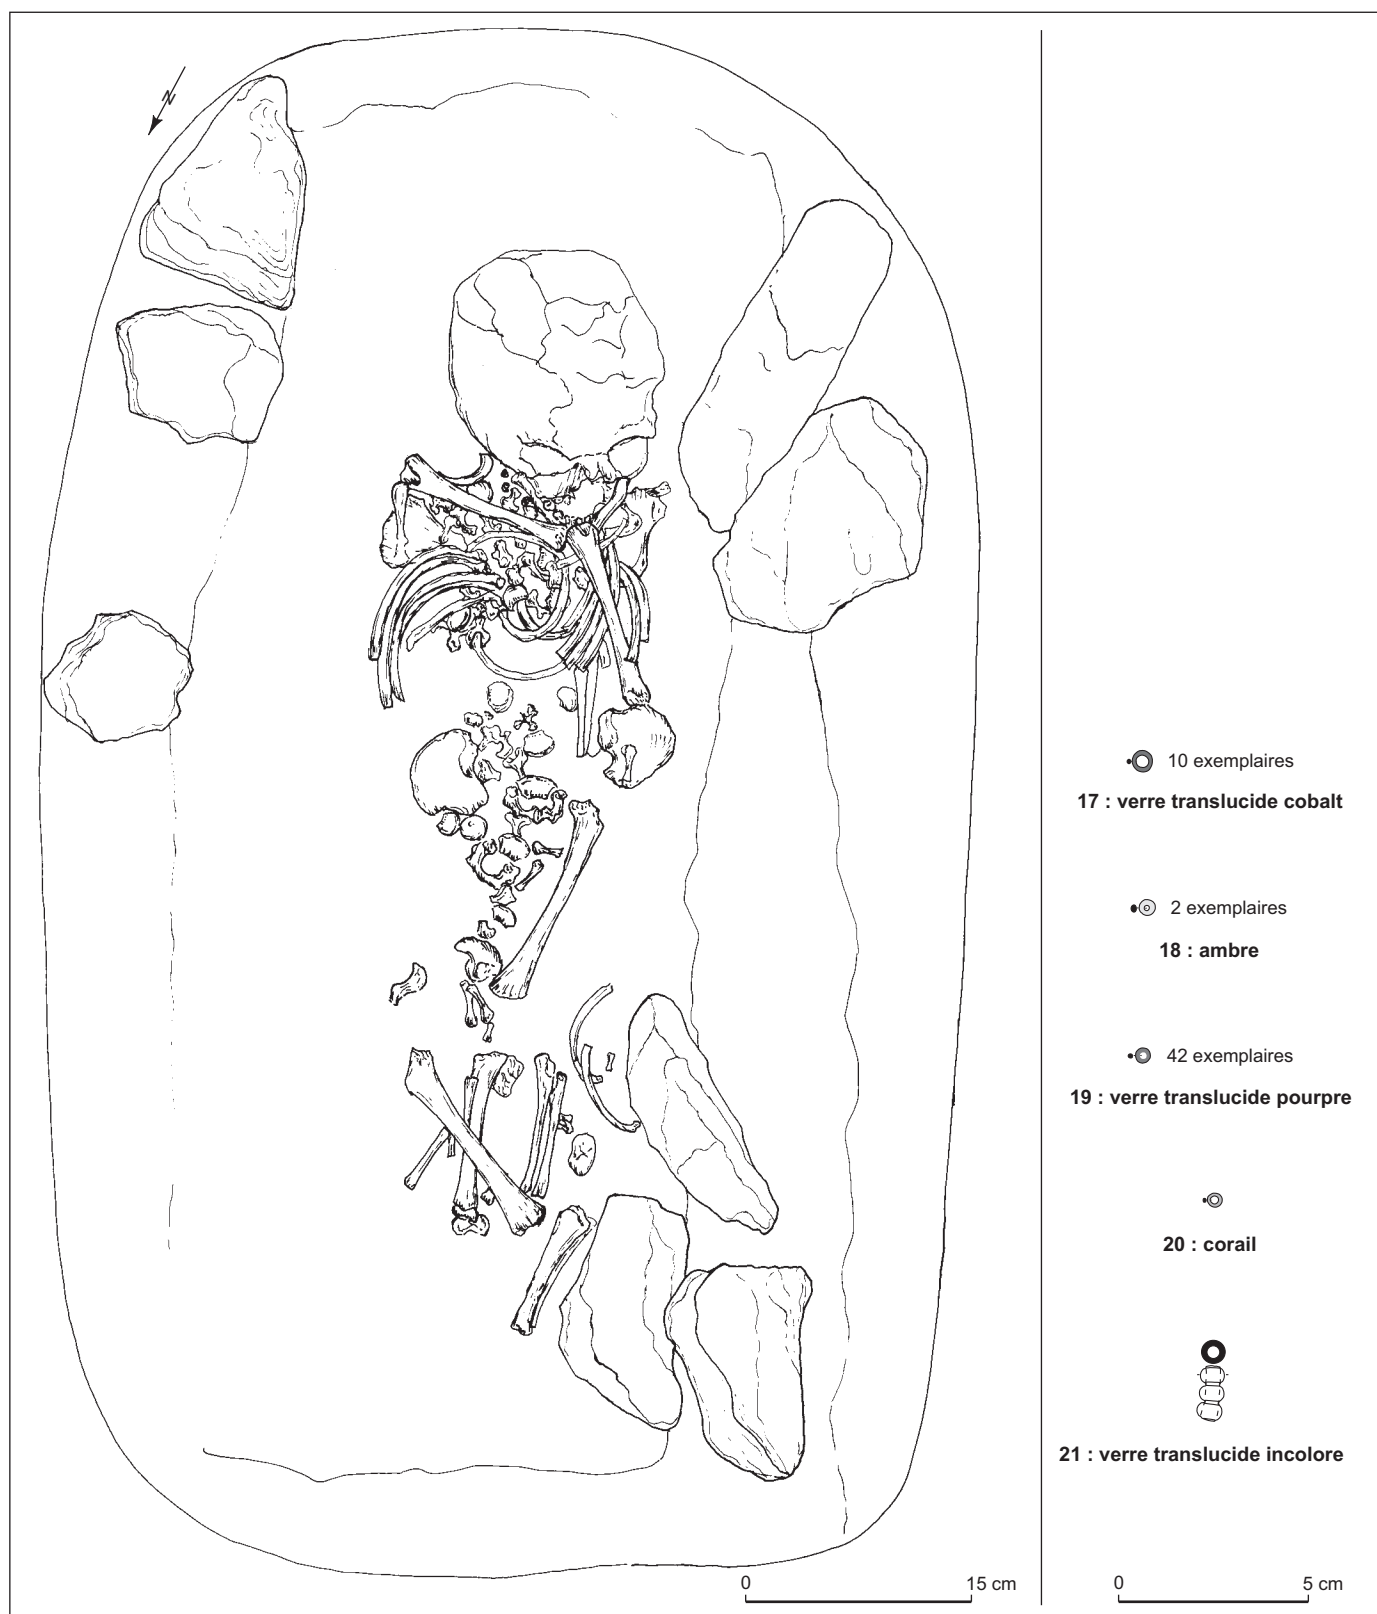 N
10 exemplaires
17 : verre translucide cobalt
2 exemplaires
18 : ambre
42 exemplaires
19 : verre translucide pourpre
20 : corail
21 : verre translucide incolore
0 15 cm
0 5 cm